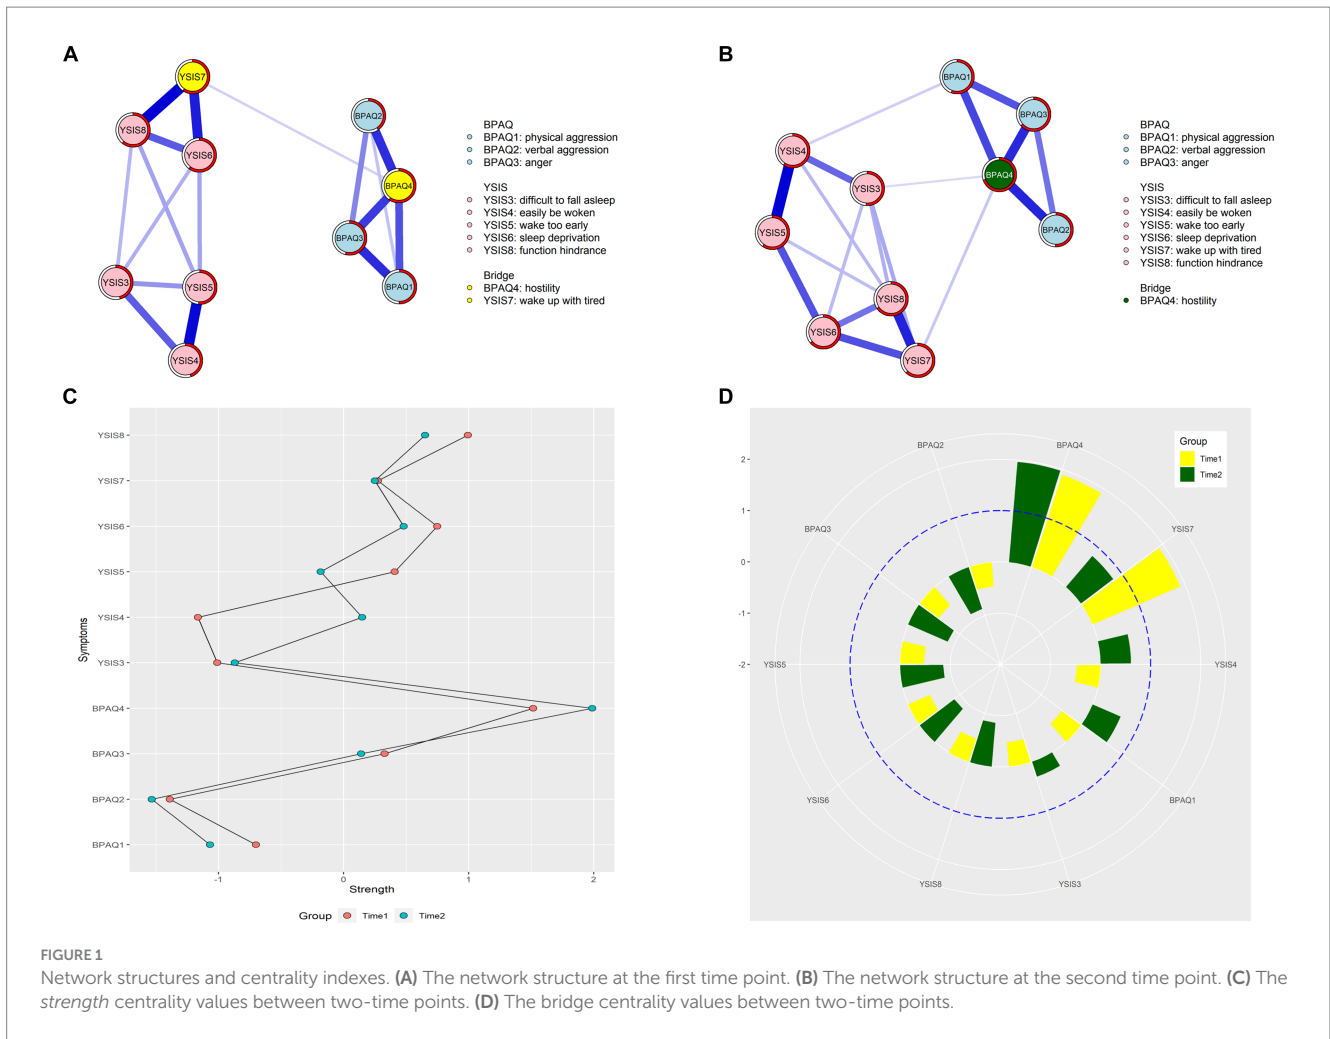 A
YSIS7
YSIS8
YSIS6
YSIS3
YSIS5
YSIS4
BPAQ2
BPAQ4
BPAQ3
BPAQ1
BPAQ
BPAQ1: physical aggression
BPAQ2: verbal aggression
BPAQ3: anger
YSIS
YSIS3: difficult to fall asleep
YSIS4: easily be woken
YSIS5: wake too early
YSIS6: sleep deprivation
YSIS8: function hindrance
Bridge
BPAQ4: hostility
YSIS7: wake up with tired
B
BPAQ1
BPAQ3
YSIS4
BPAQ4
YSIS3
BPAQ2
YSIS5
YSIS8
YSIS6
YSIS7
BPAQ
BPAQ1: physical aggression
BPAQ2: verbal aggression
BPAQ3: anger
YSIS
YSIS3: difficult to fall asleep
YSIS4: easily be woken
YSIS5: wake too early
YSIS6: sleep deprivation
YSIS7: wake up with tired
YSIS8: function hindrance
Bridge
BPAQ4: hostility
C
Symptoms
YSIS8
YSIS7
YSIS6
YSIS5
YSIS4
YSIS3
BPAQ4
BPAQ3
BPAQ2
BPAQ1
-1 0 1 2
Strength
Group Time1 Time2
D
2
1
0
-1
-2
BPAQ2
BPAQ4
BPAQ3
YSIS7
YSIS5
YSIS4
YSIS6
BPAQ1
YSIS8
YSIS3
Group
Time1
Time2
FIGURE 1
Network structures and centrality indexes. (A) The network structure at the first time point. (B) The network structure at the second time point. (C) The
strength centrality values between two-time points. (D) The bridge centrality values between two-time points.